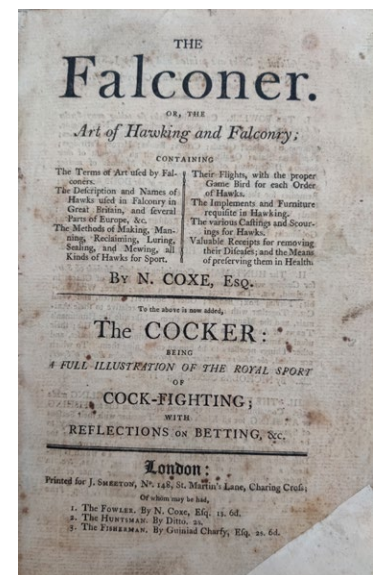 THE
Falconer.
OR, THE
Art of Hawking and Falconry;
CONTAINING
The Terms of Art used by Fal-
coners.
The Description and Names of
Hawks used in Falconry in
Great Britain, and several
Parts of Europe, &c.
The Methods of Making, Man-
ning, Reclaiming, Luring,
Sealing, and Mewing, all
Kinds of Hawks for Sport.
Their Flights, with the proper
Game Bird for each Order
of Hawks.
The Implements and Furniture
requisite in Hawking.
The various Castings and Scour-
ings for Hawks.
Valuable Receipts for removing
their Diseases; and the Means
of preserving them in Health.
BY N. COXE, ESQ.
To the above is now added,
The COCKER:
BEING
A FULL ILLUSTRATION OF THE ROYAL SPORT
OF
COCK-FIGHTING;
WITH
REFLECTIONS ON BETTING, &c.
London:
Printed for J. SMEETON, No. 148, St. Martin's Lane, Charing Cross;
Of whom may be had,
1. The FOWLER. By N. Coxe, Esq. 1s. 6d.
2. The HUNTSMAN. By Ditto. 2s.
3. The FISHERMAN. By Guiniad Charfy, Esq. 2s. 6d.